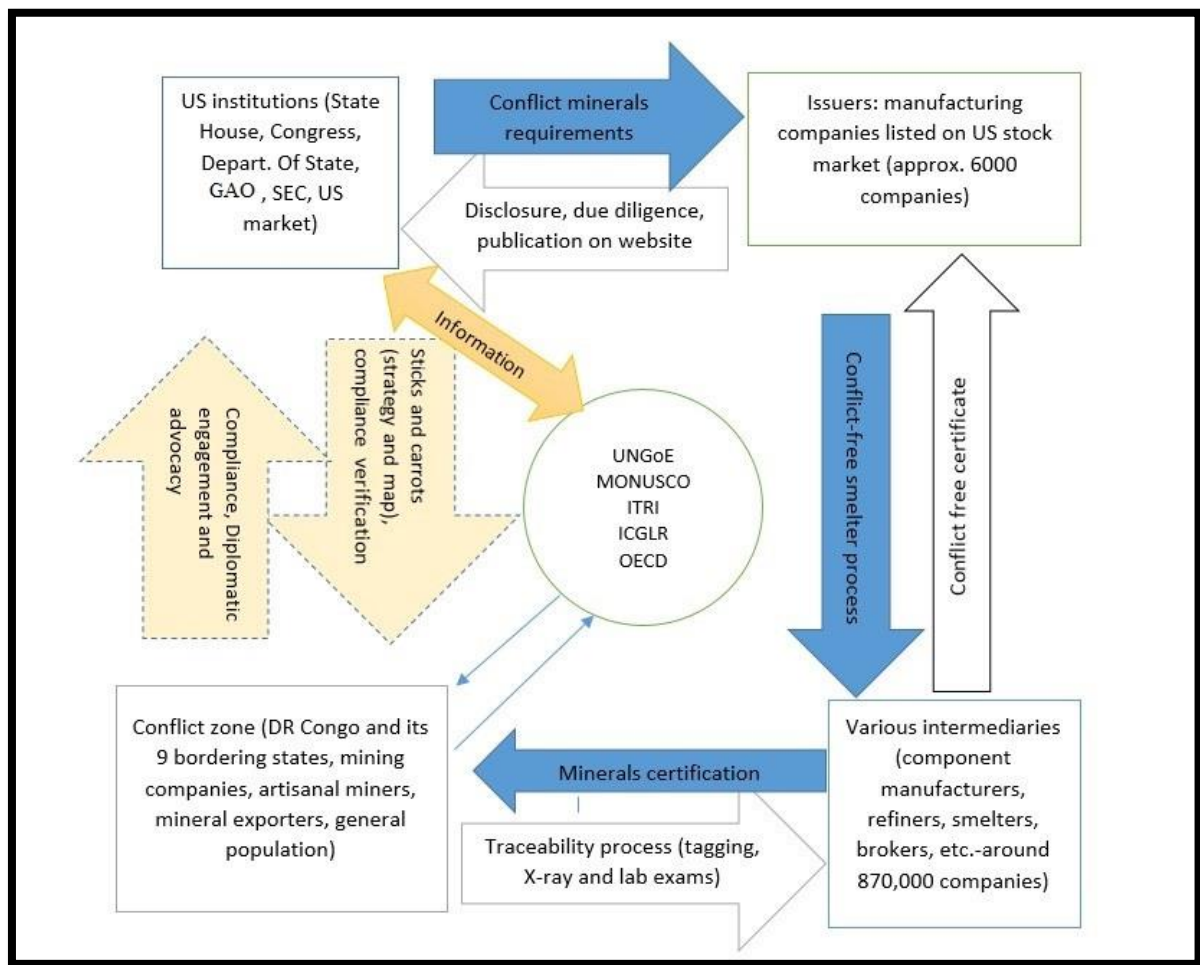 US institutions (State
House, Congress,
Depart. Of State,
GAO , SEC, US
market)
Conflict minerals
requirements
Issuers: manufacturing
companies listed on US stock
market (approx. 6000
companies)
Disclosure, due diligence,
publication on website
Information
Compliance, Diplomatic
engagement and
advocacy
Sticks and carrots
(strategy and map),
compliance verification
UNGoE
MONUSCO
ITRI
ICGLR
OECD
Conflict-free smelter process
Conflict free certificate
Conflict zone (DR Congo and its
9 bordering states, mining
companies, artisanal miners,
mineral exporters, general
population)
Minerals certification
Traceability process (tagging,
X-ray and lab exams)
Various intermediaries
(component
manufacturers,
refiners, smelters,
brokers, etc.-around
870,000 companies)